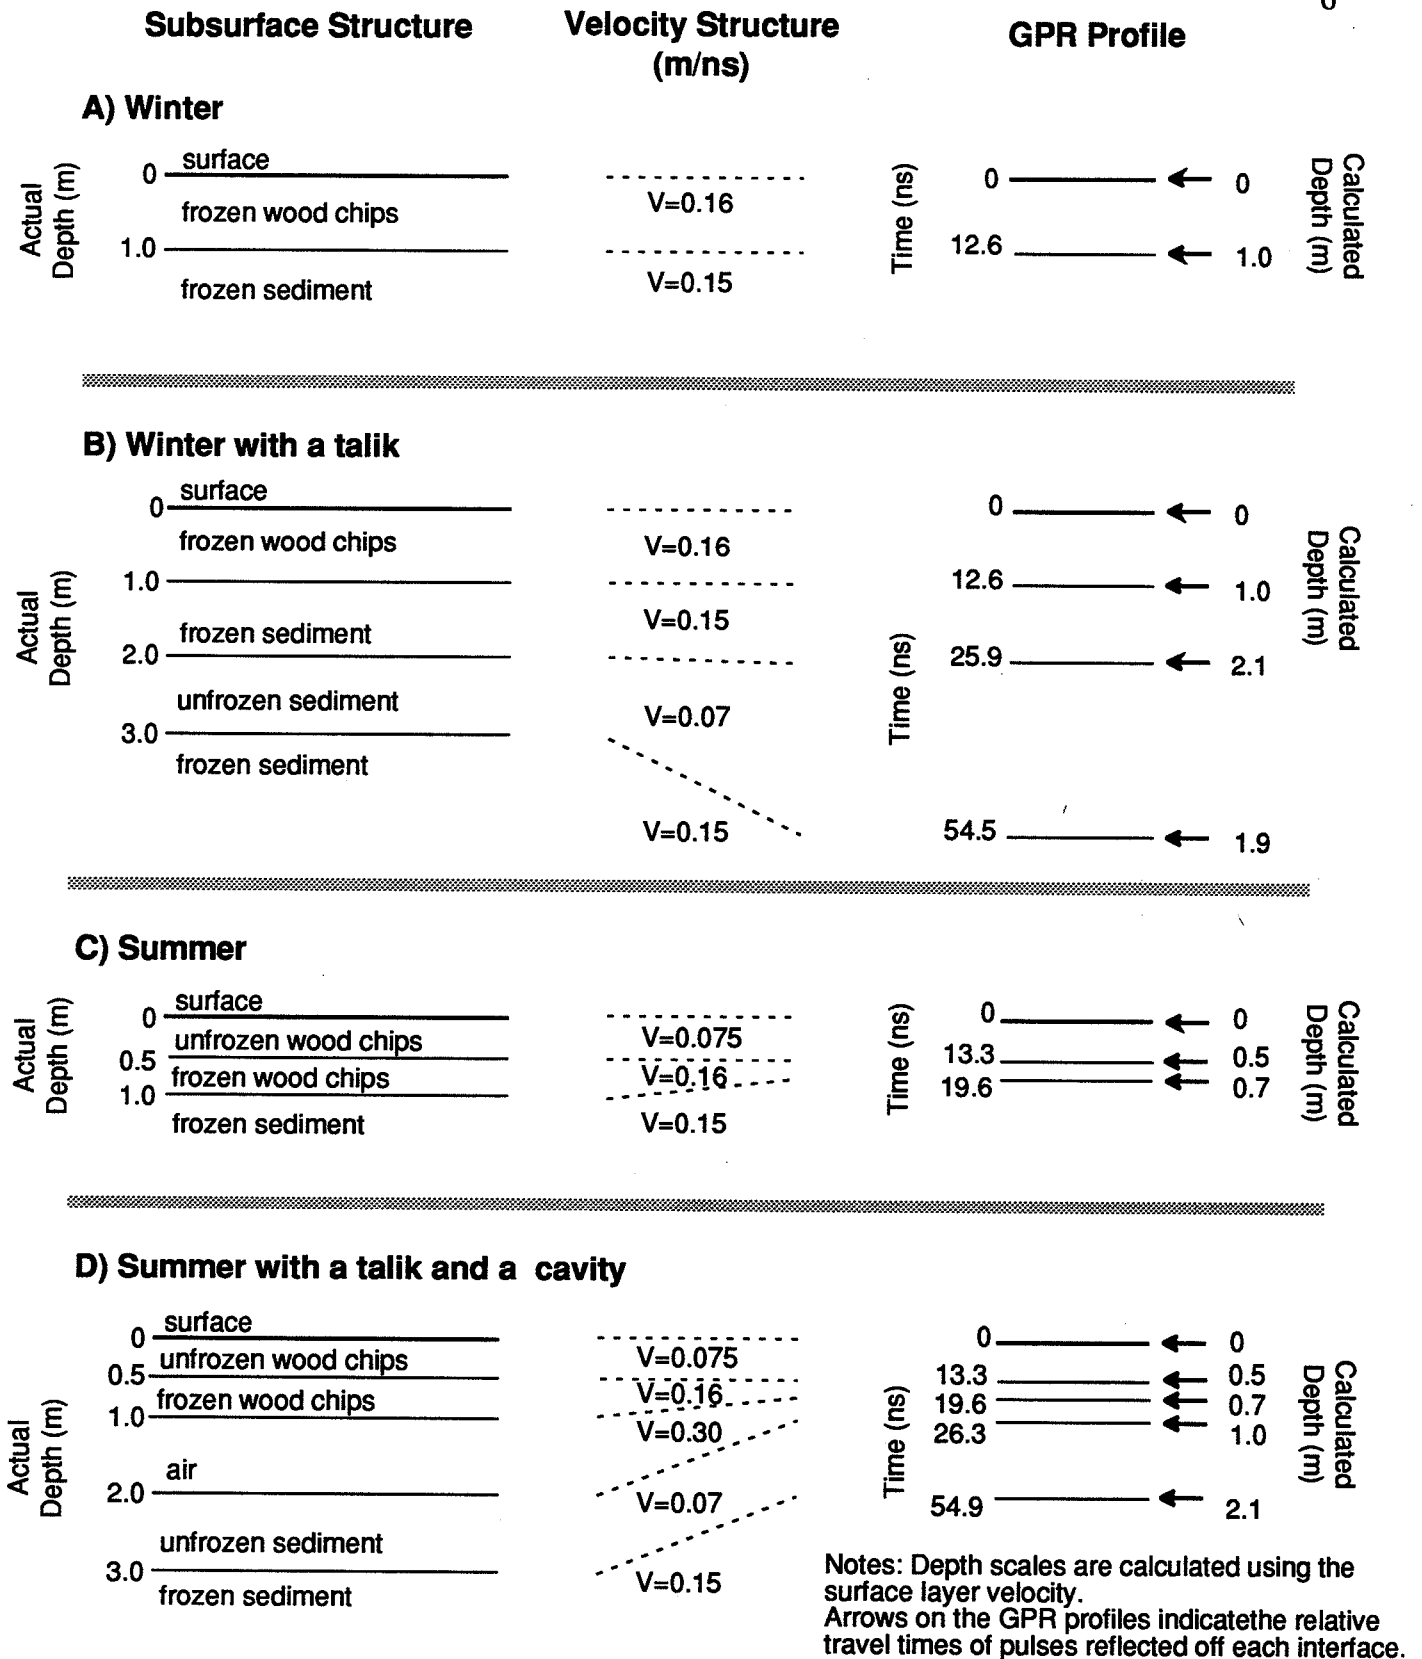 0
Subsurface Structure
Velocity Structure
(m/ns)
GPR Profile
A) Winter
Actual
Depth (m)
0
surface
frozen wood chips
1.0
frozen sediment
V=0.16
V=0.15
Time (ns)
0
12.6
0
1.0
Calculated
Depth (m)
B) Winter with a talik
Actual
Depth (m)
0
surface
frozen wood chips
1.0
frozen sediment
2.0
unfrozen sediment
3.0
frozen sediment
V=0.16
V=0.15
V=0.07
V=0.15
Time (ns)
0
12.6
25.9
54.5
0
1.0
2.1
1.9
Calculated
Depth (m)
C) Summer
Actual
Depth (m)
0
surface
unfrozen wood chips
0.5
frozen wood chips
1.0
frozen sediment
V=0.075
V=0.16
V=0.15
Time (ns)
0
13.3
19.6
0
0.5
0.7
Calculated
Depth (m)
D) Summer with a talik and a cavity
Actual
Depth (m)
0
surface
unfrozen wood chips
0.5
frozen wood chips
1.0
air
2.0
unfrozen sediment
3.0
frozen sediment
V=0.075
V=0.16
V=0.30
V=0.07
V=0.15
Time (ns)
0
13.3
19.6
26.3
54.9
0
0.5
0.7
1.0
2.1
Calculated
Depth (m)
Notes: Depth scales are calculated using the
surface layer velocity.
Arrows on the GPR profiles indicatethe relative
travel times of pulses reflected off each interface.